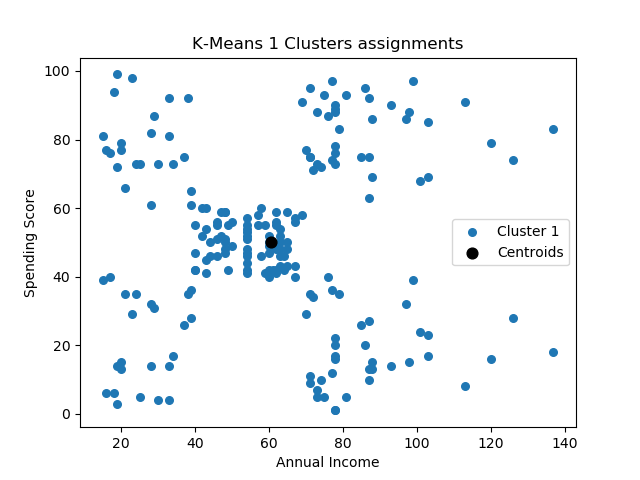 K-Means 1 Clusters assignments
100
80
60
40
20
0
Spending Score
Cluster 1
Centroids
20 40 60 80 100 120 140
Annual Income